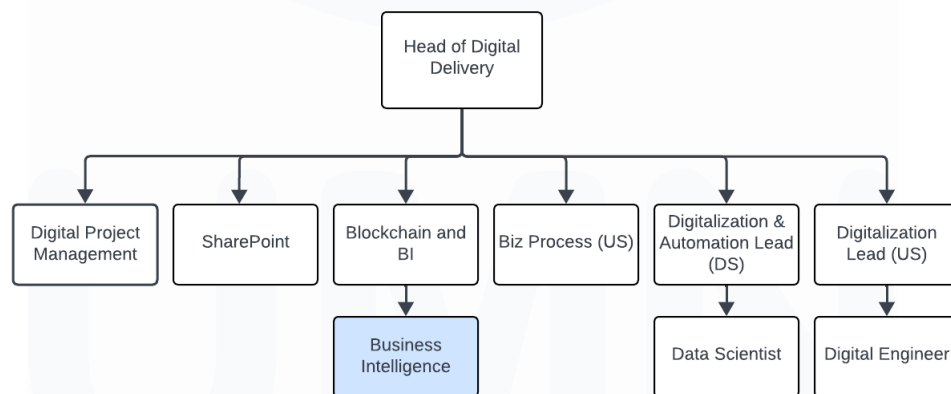 Head of Digital
Delivery
Digital Project
Management
SharePoint
Blockchain and
BI
Biz Process (US)
Digitalization &
Automation Lead
(DS)
Digitalization
Lead (US)
Business
Intelligence
Data Scientist
Digital Engineer